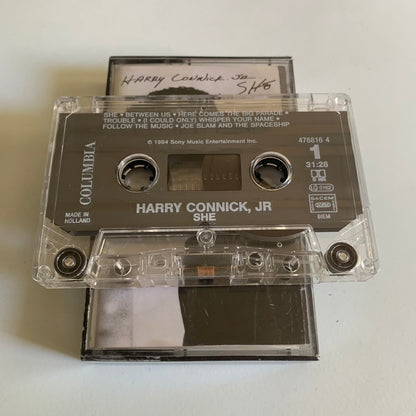 HARRY CONNICK. JR
SHE
SHE • BETWEEN US • HERE COMES THE BIG PARADE •
TROUBLE • (I COULD ONLY) WHISPER YOUR NAME •
FOLLOW THE MUSIC • JOE SLAM AND THE SPACESHIP
© 1994 Sony Music Entertainment Inc.
475816 4
1
31:28
COLUMBIA
MADE IN
HOLLAND
SACEM
BIEM
HARRY CONNICK, JR
SHE